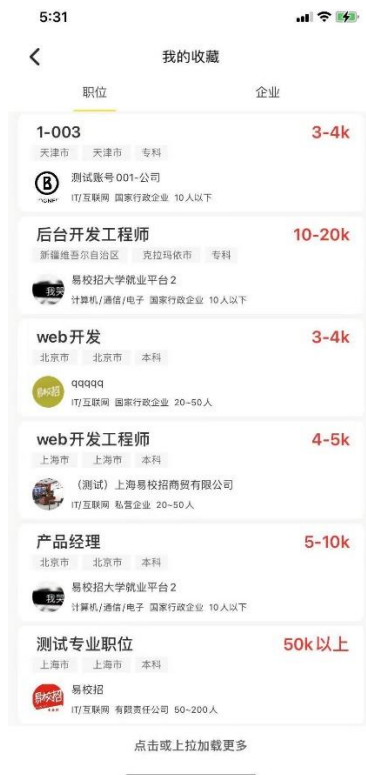 5:31
我的收藏
职位 企业
1-003 3-4k
天津市 天津市 专科
测试账号001-公司
IT/互联网 国家行政企业 10人以下
后台开发工程师 10-20k
新疆维吾尔自治区 克拉玛依市 专科
我笑
易校招大学就业平台2
计算机/通信/电子 国家行政企业 10人以下
web开发 3-4k
北京市 北京市 本科
易校招
qqqqq
IT/互联网 国家行政企业 20-50人
web开发工程师 4-5k
上海市 上海市 本科
（测试）上海易校招商贸有限公司
IT/互联网 私营企业 20-50人
产品经理 5-10k
北京市 北京市 本科
我笑
易校招大学就业平台2
计算机/通信/电子 国家行政企业 10人以下
测试专业职位 50k以上
上海市 上海市 本科
易校招
易校招
IT/互联网 有限责任公司 50-200人
点击或上拉加载更多